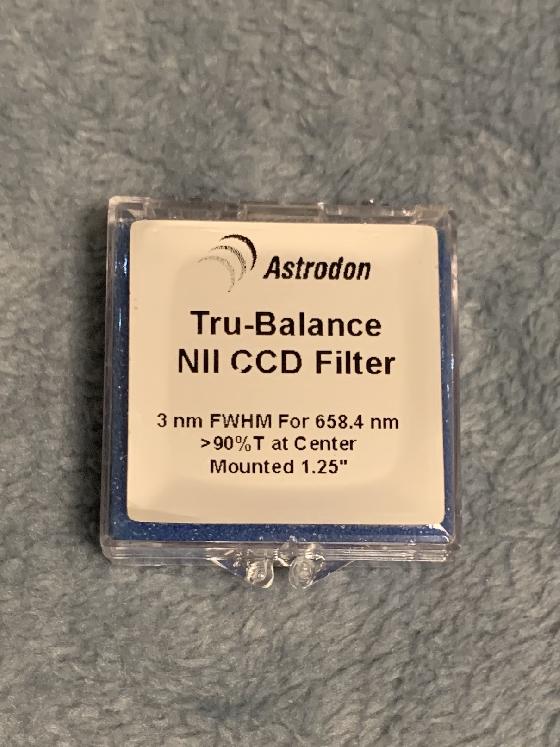 Astrodon
Tru-Balance
NII CCD Filter
3 nm FWHM For 658.4 nm
>90%T at Center
Mounted 1.25"